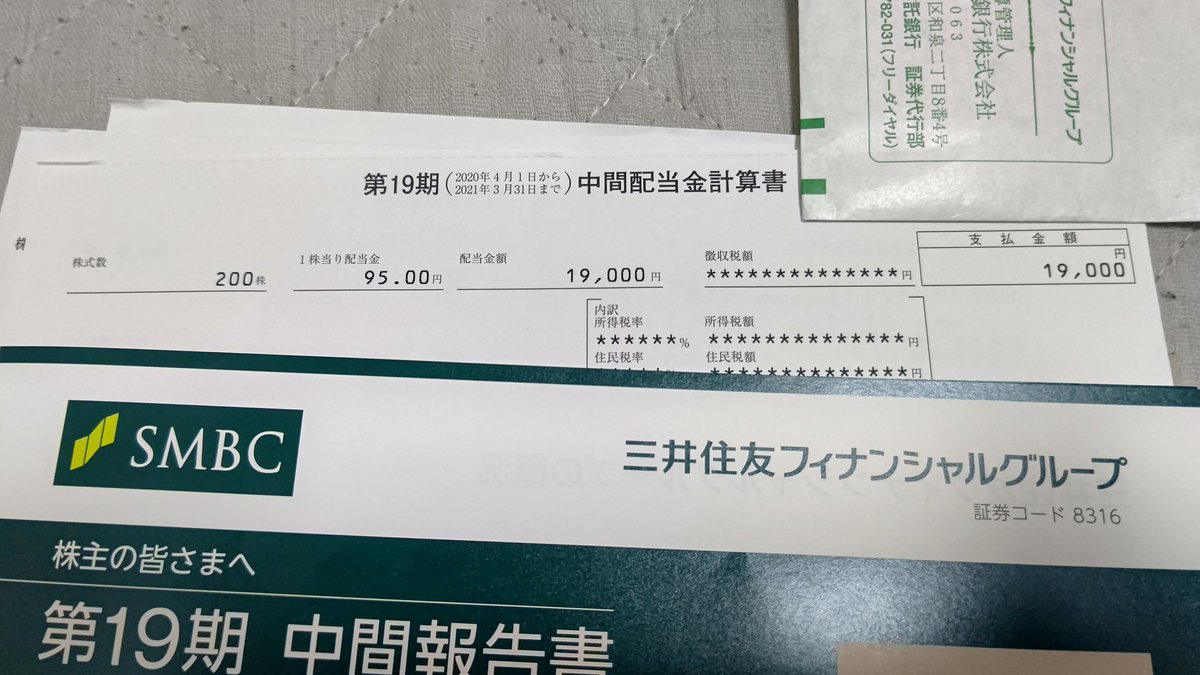 フィナンシャルグループ
管理人
銀行株式会社
063
区和泉二丁目8番4号
託銀行 証券代行部
782-031(フリーダイヤル)
第19期(2020年4月1日から2021年3月31日まで)中間配当金計算書
株式数 200株
1株当り配当金 95.00円
配当金額 19,000円
徴収税額 **************円
支払金額
円
19,000
内訳
所得税率 ******%
所得税額 **************円
住民税率
住民税額 **************円
SMBC
三井住友フィナンシャルグループ
証券コード 8316
株主の皆さまへ
第19期 中間報告書